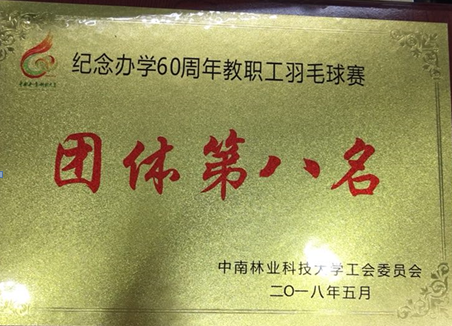 纪念办学60周年教职工羽毛球赛
团体第八名
中南林业科技大学工会委员会
二〇一八年五月